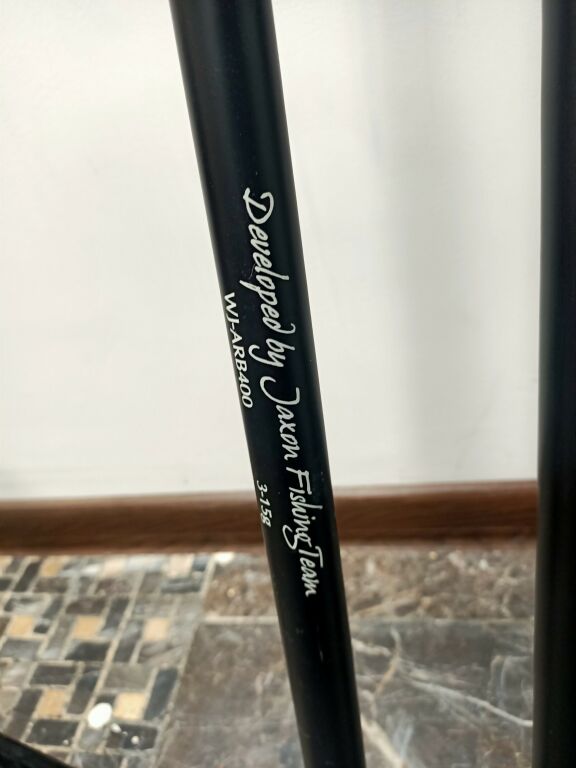 Developed by Jaxon Fishing Team
WJ-ARB400
3-15g